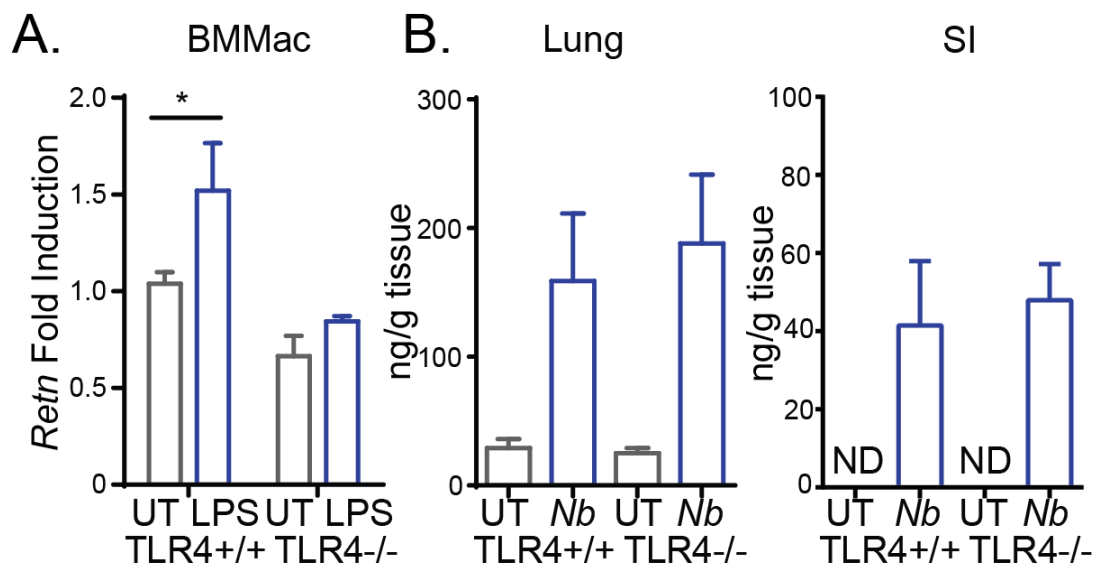 A.
BMMac
Retn Fold Induction
2.0
1.5
1.0
0.5
0
*
UT LPS UT LPS
TLR4+/+ TLR4-/-
B.
Lung
ng/g tissue
300
200
100
0
UT Nb UT Nb
TLR4+/+ TLR4-/-
SI
ng/g tissue
100
80
60
40
20
0
ND ND
UT Nb UT Nb
TLR4+/+ TLR4-/-